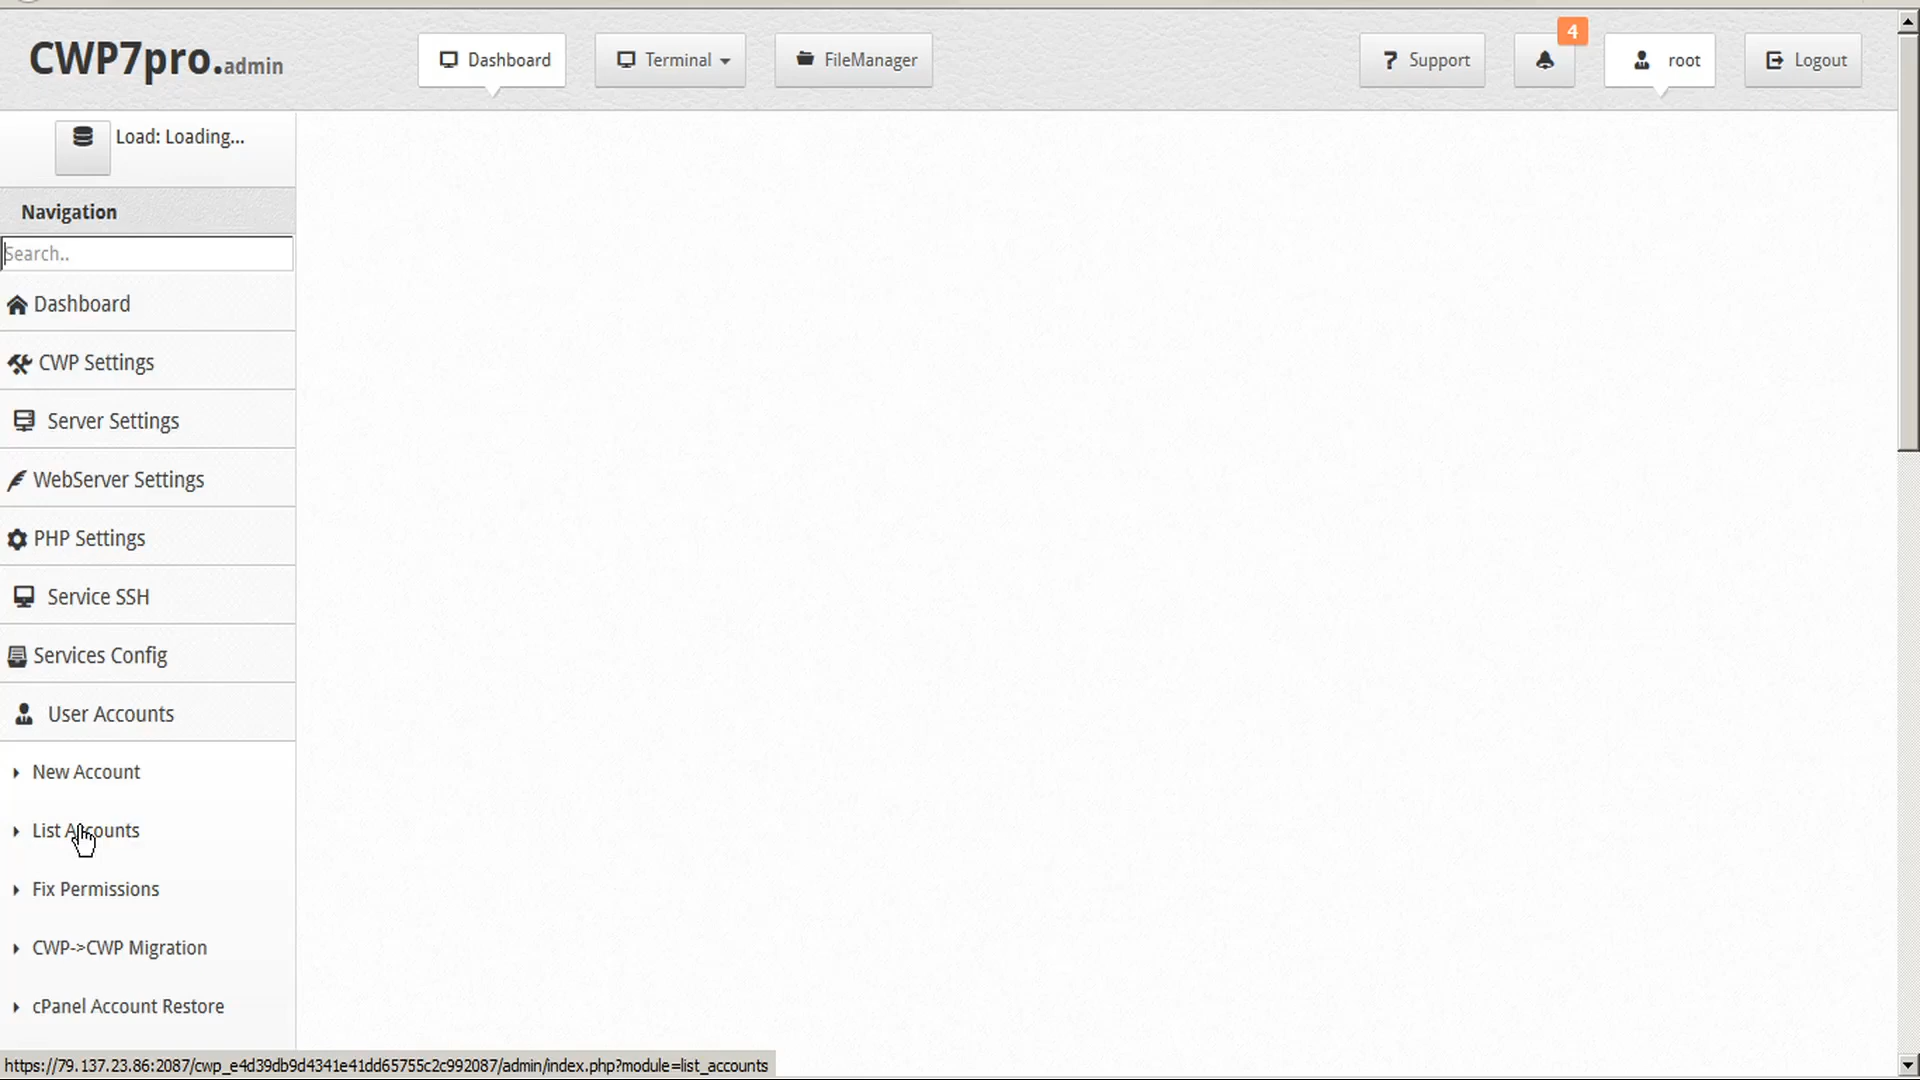 CWP7pro.admin
Dashboard
Terminal
FileManager
? Support
4
root
Logout
Load: Loading...
Navigation
Search..
Dashboard
CWP Settings
Server Settings
WebServer Settings
PHP Settings
Service SSH
Services Config
User Accounts
New Account
List Accounts
Fix Permissions
CWP->CWP Migration
cPanel Account Restore
https://79.137.23.86:2087/cwp_e4d39db9d4341e41dd65755c2c992087/admin/index.php?module=list_accounts